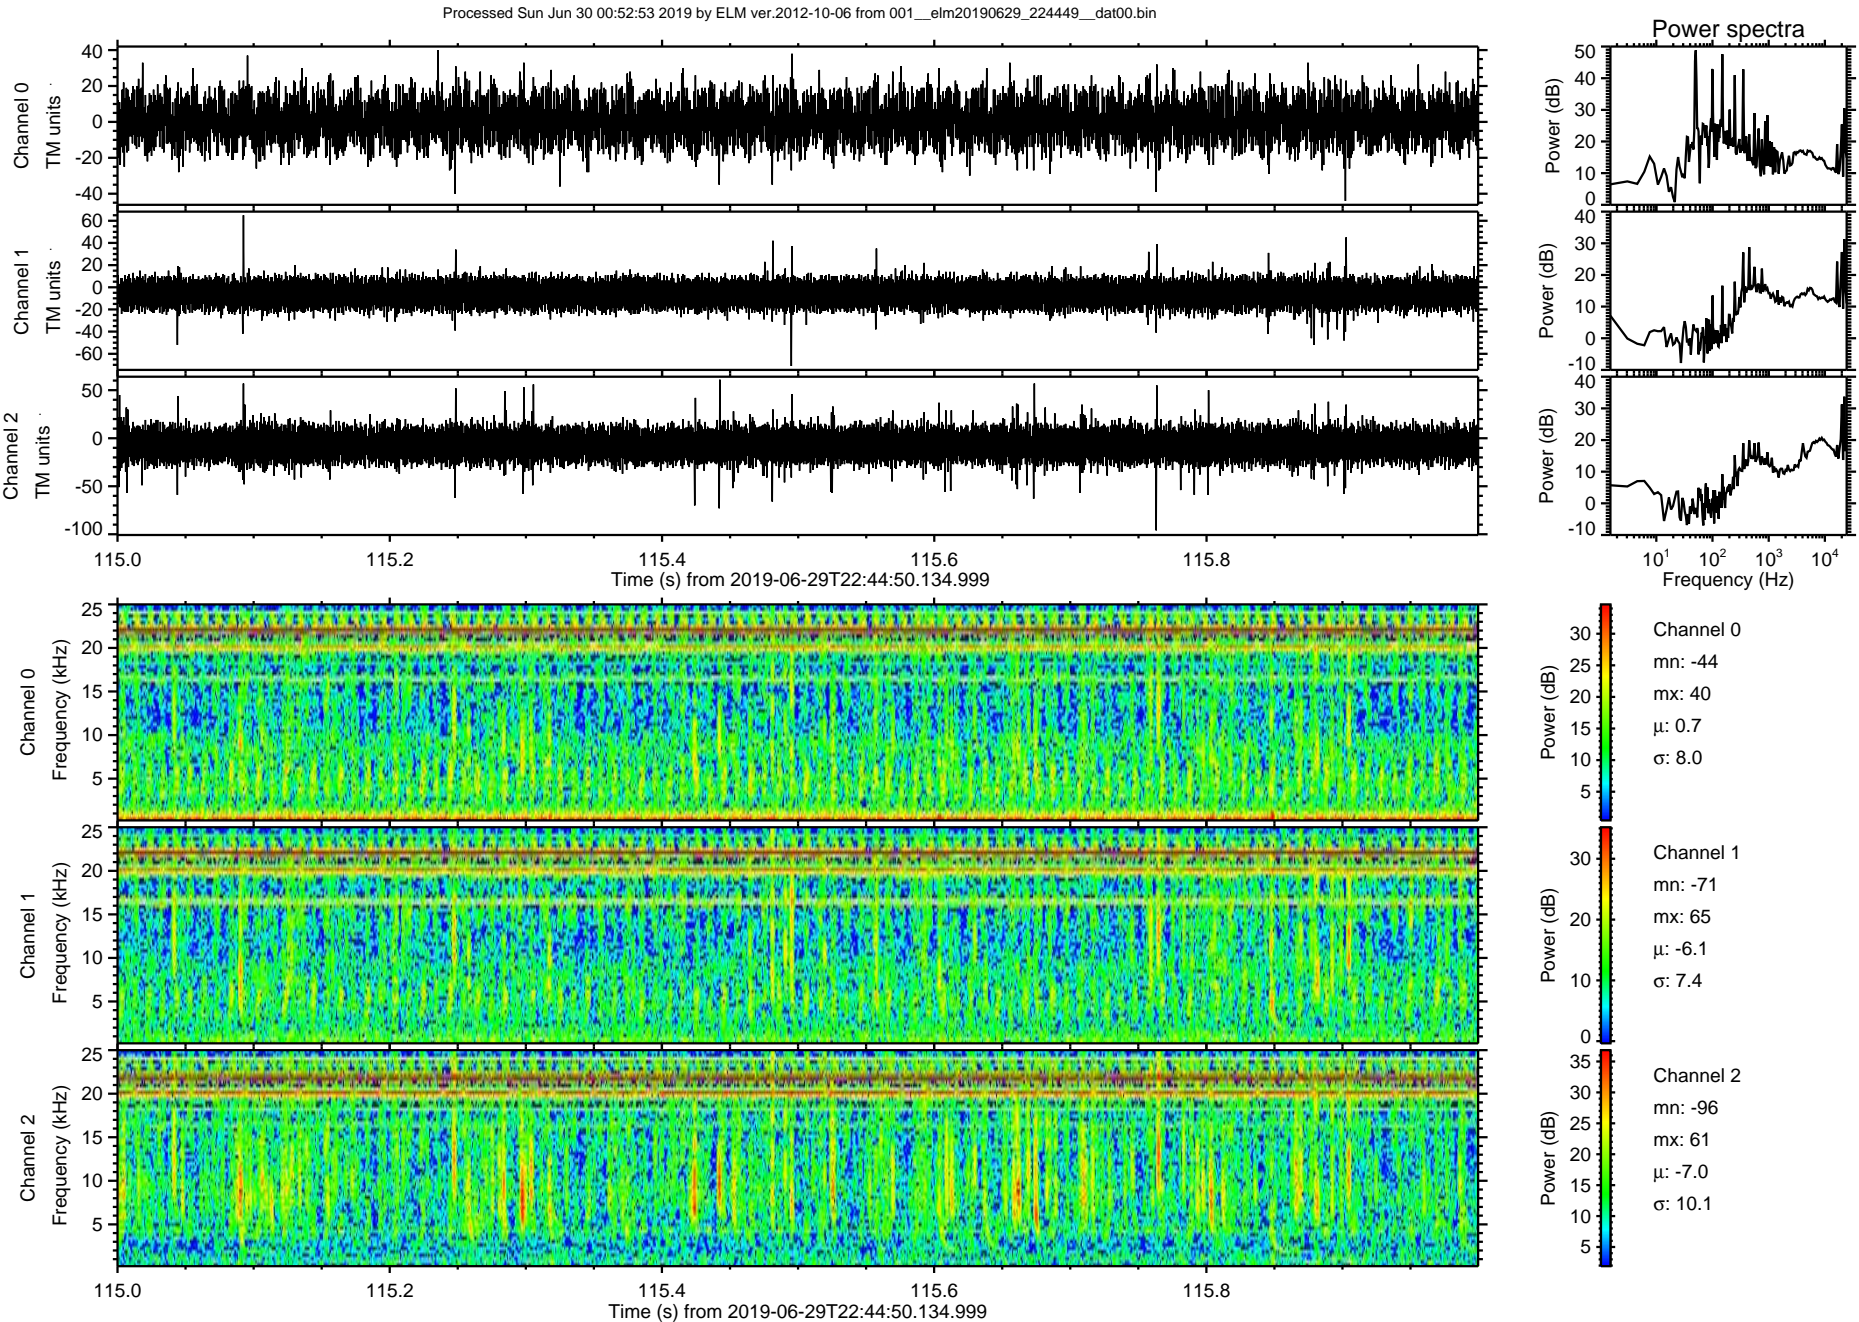 Processed Sun Jun 30 00:52:53 2019 by ELM ver.2012-10-06 from 001__elm20190629_224449__dat00.bin
Power spectra
Channel 0
TM units
40
20
0
-20
-40
Power (dB)
50
40
30
20
10
0
Channel 1
TM units
60
40
20
0
-20
-40
-60
Power (dB)
40
30
20
10
0
-10
Channel 2
TM units
50
0
-50
-100
Power (dB)
40
30
20
10
0
-10
115.0 115.2 115.4 115.6 115.8
Time (s) from 2019-06-29T22:44:50.134.999
10¹ 10² 10³ 10⁴
Frequency (Hz)
Channel 0
Frequency (kHz)
25
20
15
10
5
Power (dB)
30
25
20
15
10
5
Channel 0
mn: -44
mx: 40
μ: 0.7
σ: 8.0
Channel 1
Frequency (kHz)
25
20
15
10
5
Power (dB)
30
20
10
0
Channel 1
mn: -71
mx: 65
μ: -6.1
σ: 7.4
Channel 2
Frequency (kHz)
25
20
15
10
5
Power (dB)
35
30
25
20
15
10
5
Channel 2
mn: -96
mx: 61
μ: -7.0
σ: 10.1
115.0 115.2 115.4 115.6 115.8
Time (s) from 2019-06-29T22:44:50.134.999